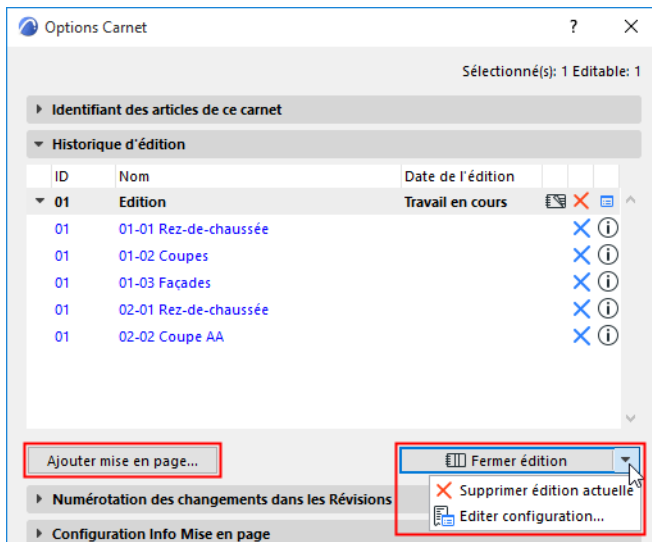 Options Carnet ?
Sélectionné(s): 1 Editable: 1
Identifiant des articles de ce carnet
Historique d'édition
ID Nom Date de l'édition
01 Edition Travail en cours
01 01-01 Rez-de-chaussée
01 01-02 Coupes
01 01-03 Façades
01 02-01 Rez-de-chaussée
01 02-02 Coupe AA
Ajouter mise en page... Fermer édition
Supprimer édition actuelle
Numérotation des changements dans les Révisions
Editer configuration...
Configuration Info Mise en page